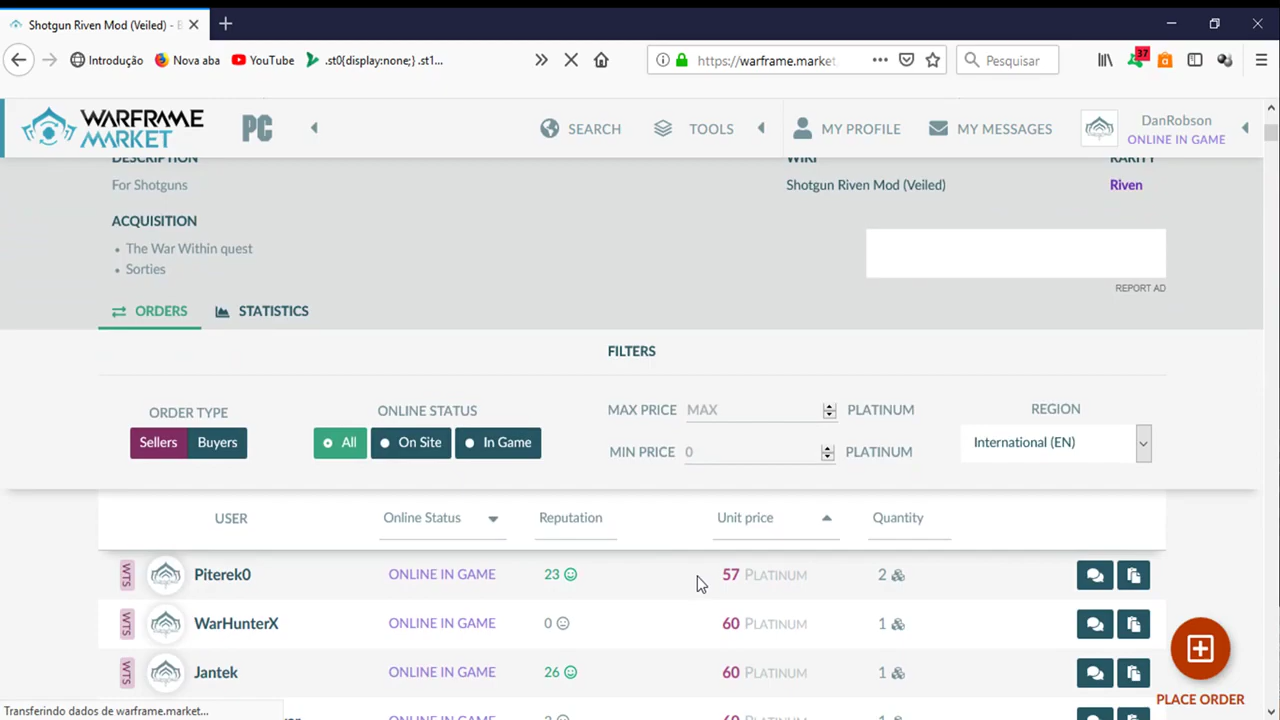 Shotgun Riven Mod (Veiled) -
Introdução
Nova aba
YouTube
.st0{display:none;} .st1...
https://warframe.market
Pesquisar
37
WARFRAME
MARKET
PC
SEARCH
TOOLS
MY PROFILE
MY MESSAGES
DanRobson
ONLINE IN GAME
DESCRIPTION
WIKI
RARITY
For Shotguns
Shotgun Riven Mod (Veiled)
Riven
ACQUISITION
The War Within quest
Sorties
REPORT AD
ORDERS
STATISTICS
FILTERS
ORDER TYPE
ONLINE STATUS
MAX PRICE MAX PLATINUM
REGION
Sellers Buyers
All On Site In Game
International (EN)
MIN PRICE 0 PLATINUM
USER Online Status Reputation Unit price Quantity
WTS Piterek0 ONLINE IN GAME 23 57 PLATINUM 2
WTS WarHunterX ONLINE IN GAME 0 60 PLATINUM 1
WTS Jantek ONLINE IN GAME 26 60 PLATINUM 1
PLACE ORDER
Transferindo dados de warframe.market...